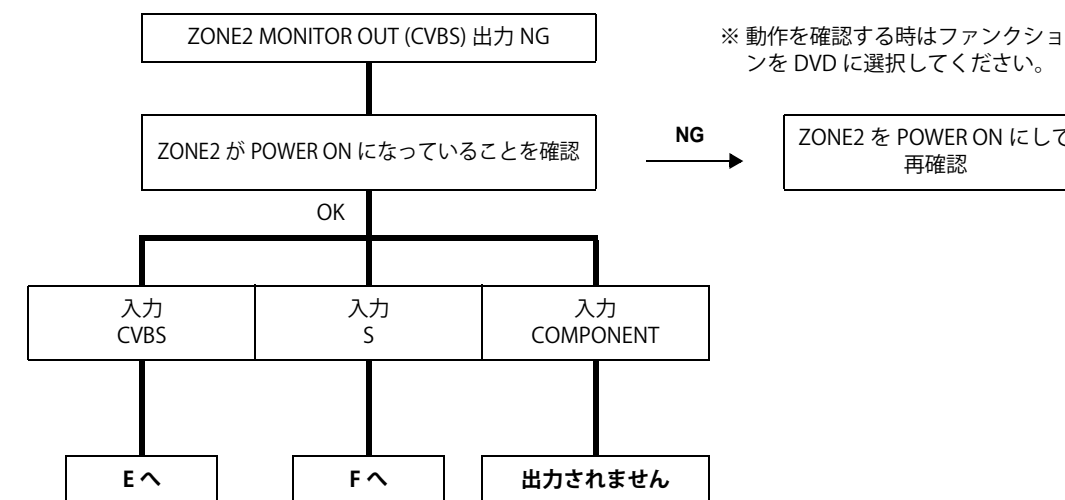 ZONE2 MONITOR OUT (CVBS) 出力 NG
※ 動作を確認する時はファンクショ
ンを DVD に選択してください。
ZONE2 が POWER ON になっていることを確認
NG
ZONE2 を POWER ON にして
再確認
OK
入力
CVBS
入力
S
入力
COMPONENT
E へ
F へ
出力されません